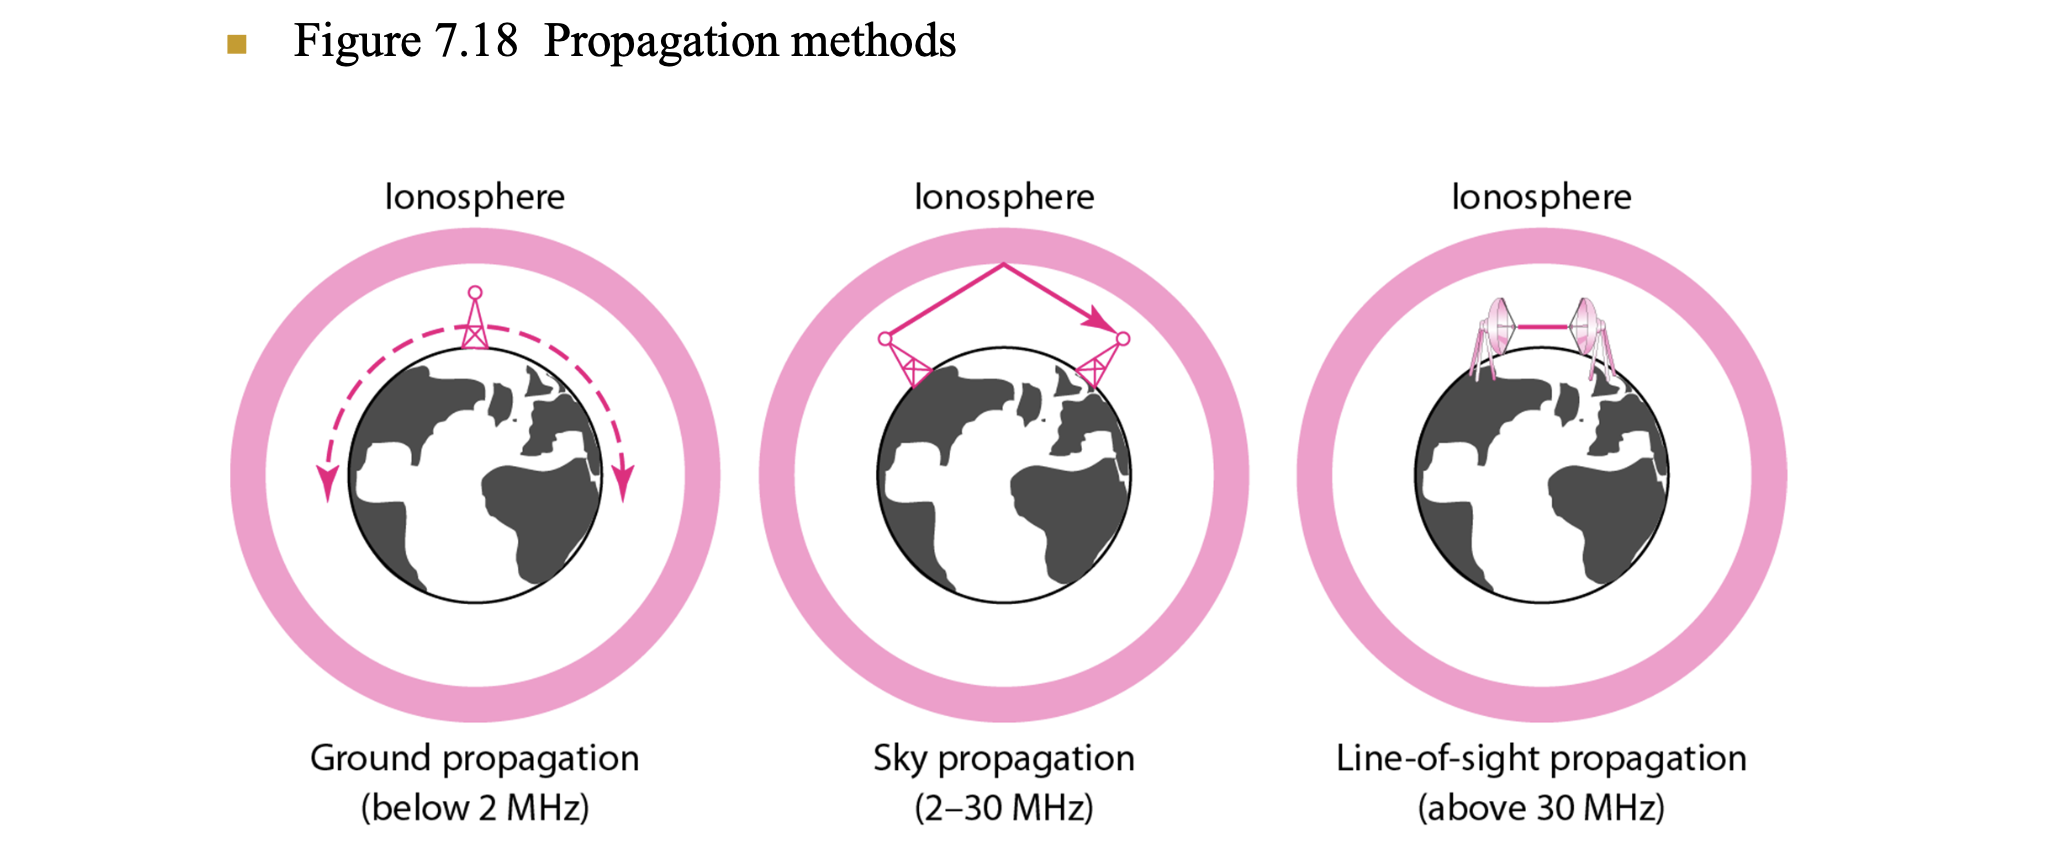 Figure 7.18 Propagation methods
Ionosphere
Ionosphere
Ionosphere
Ground propagation
(below 2 MHz)
Sky propagation
(2–30 MHz)
Line-of-sight propagation
(above 30 MHz)